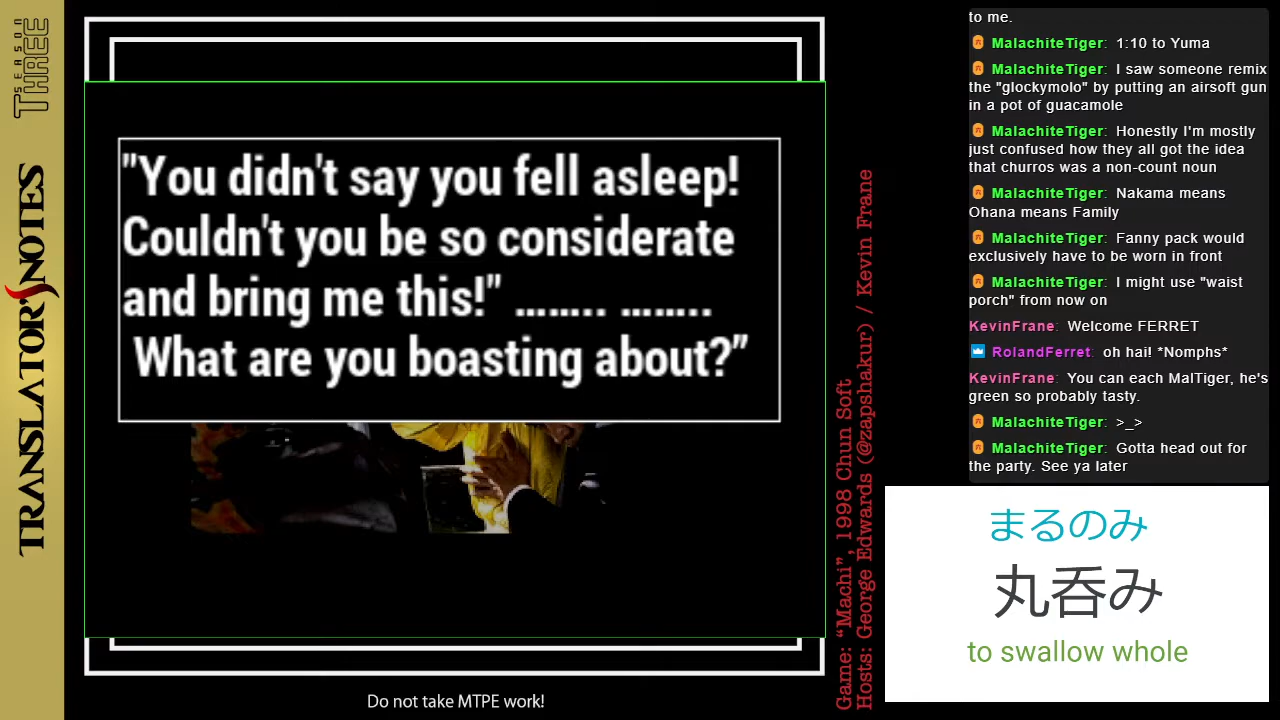 SEASON
THREE
TRANSLATOR'S NOTES
"You didn't say you fell asleep!
Couldn't you be so considerate
and bring me this!" ........ ........
What are you boasting about?”
Do not take MTPE work!
Game: “Machi”, 1998 Chun Soft
Hosts: George Edwards (@zapshakur) / Kevin Frane
to me.
MalachiteTiger: 1:10 to Yuma
MalachiteTiger: I saw someone remix
the "glockymolo" by putting an airsoft gun
in a pot of guacamole
MalachiteTiger: Honestly I'm mostly
just confused how they all got the idea
that churros was a non-count noun
MalachiteTiger: Nakama means
Ohana means Family
MalachiteTiger: Fanny pack would
exclusively have to be worn in front
MalachiteTiger: I might use "waist
porch" from now on
KevinFrane: Welcome FERRET
RolandFerret: oh hai! *Nomphs*
KevinFrane: You can each MalTiger, he's
green so probably tasty.
MalachiteTiger: >_>
MalachiteTiger: Gotta head out for
the party. See ya later
まるのみ
丸呑み
to swallow whole